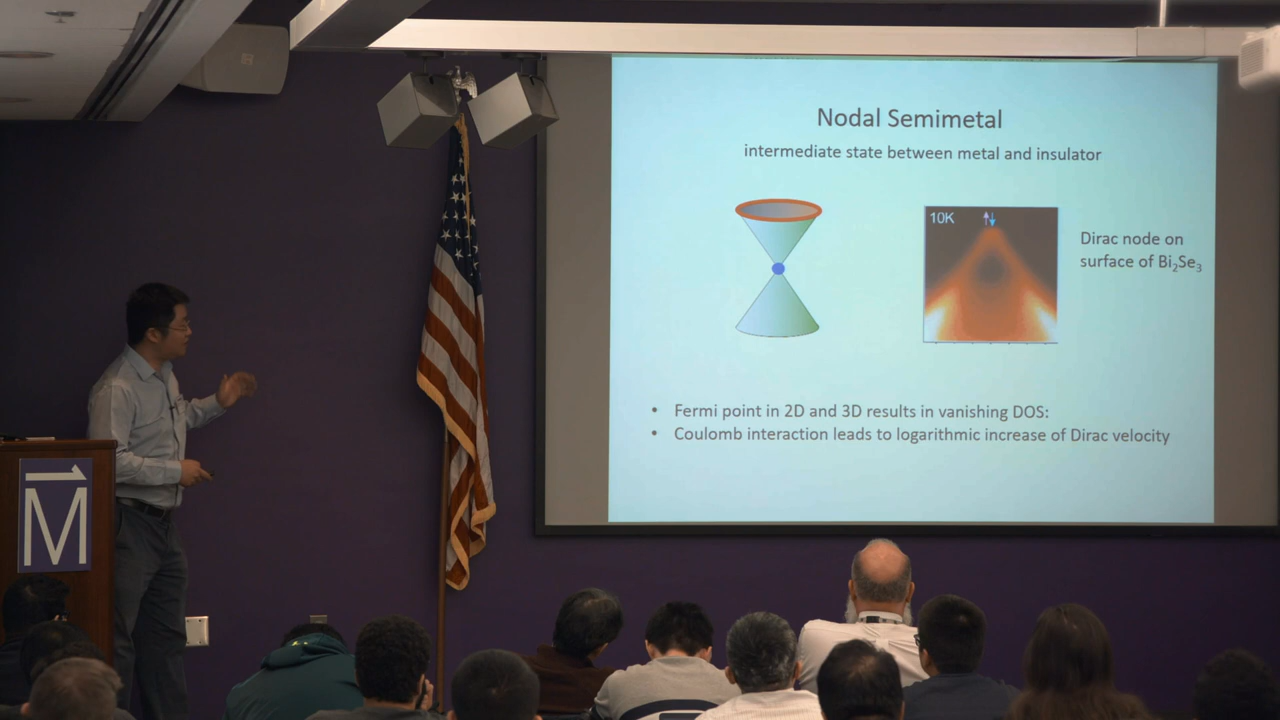 Nodal Semimetal
intermediate state between metal and insulator
10K
Dirac node on
surface of Bi₂Se₃
• Fermi point in 2D and 3D results in vanishing DOS:
• Coulomb interaction leads to logarithmic increase of Dirac velocity
M